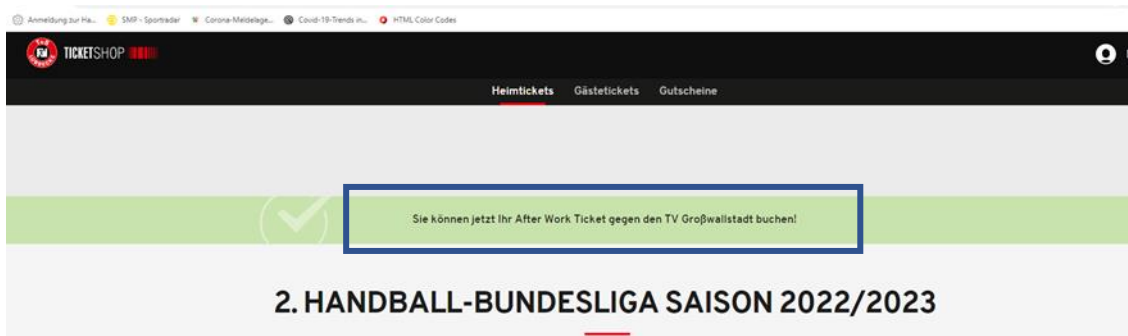 Anmeldung zur Ha... SMP - Sportradar Corona-Meldelage... Covid-19-Trends in... HTML Color Codes
TICKETSHOP
Heimtickets Gästetickets Gutscheine
Sie können jetzt Ihr After Work Ticket gegen den TV Großwallstadt buchen!
2. HANDBALL-BUNDESLIGA SAISON 2022/2023